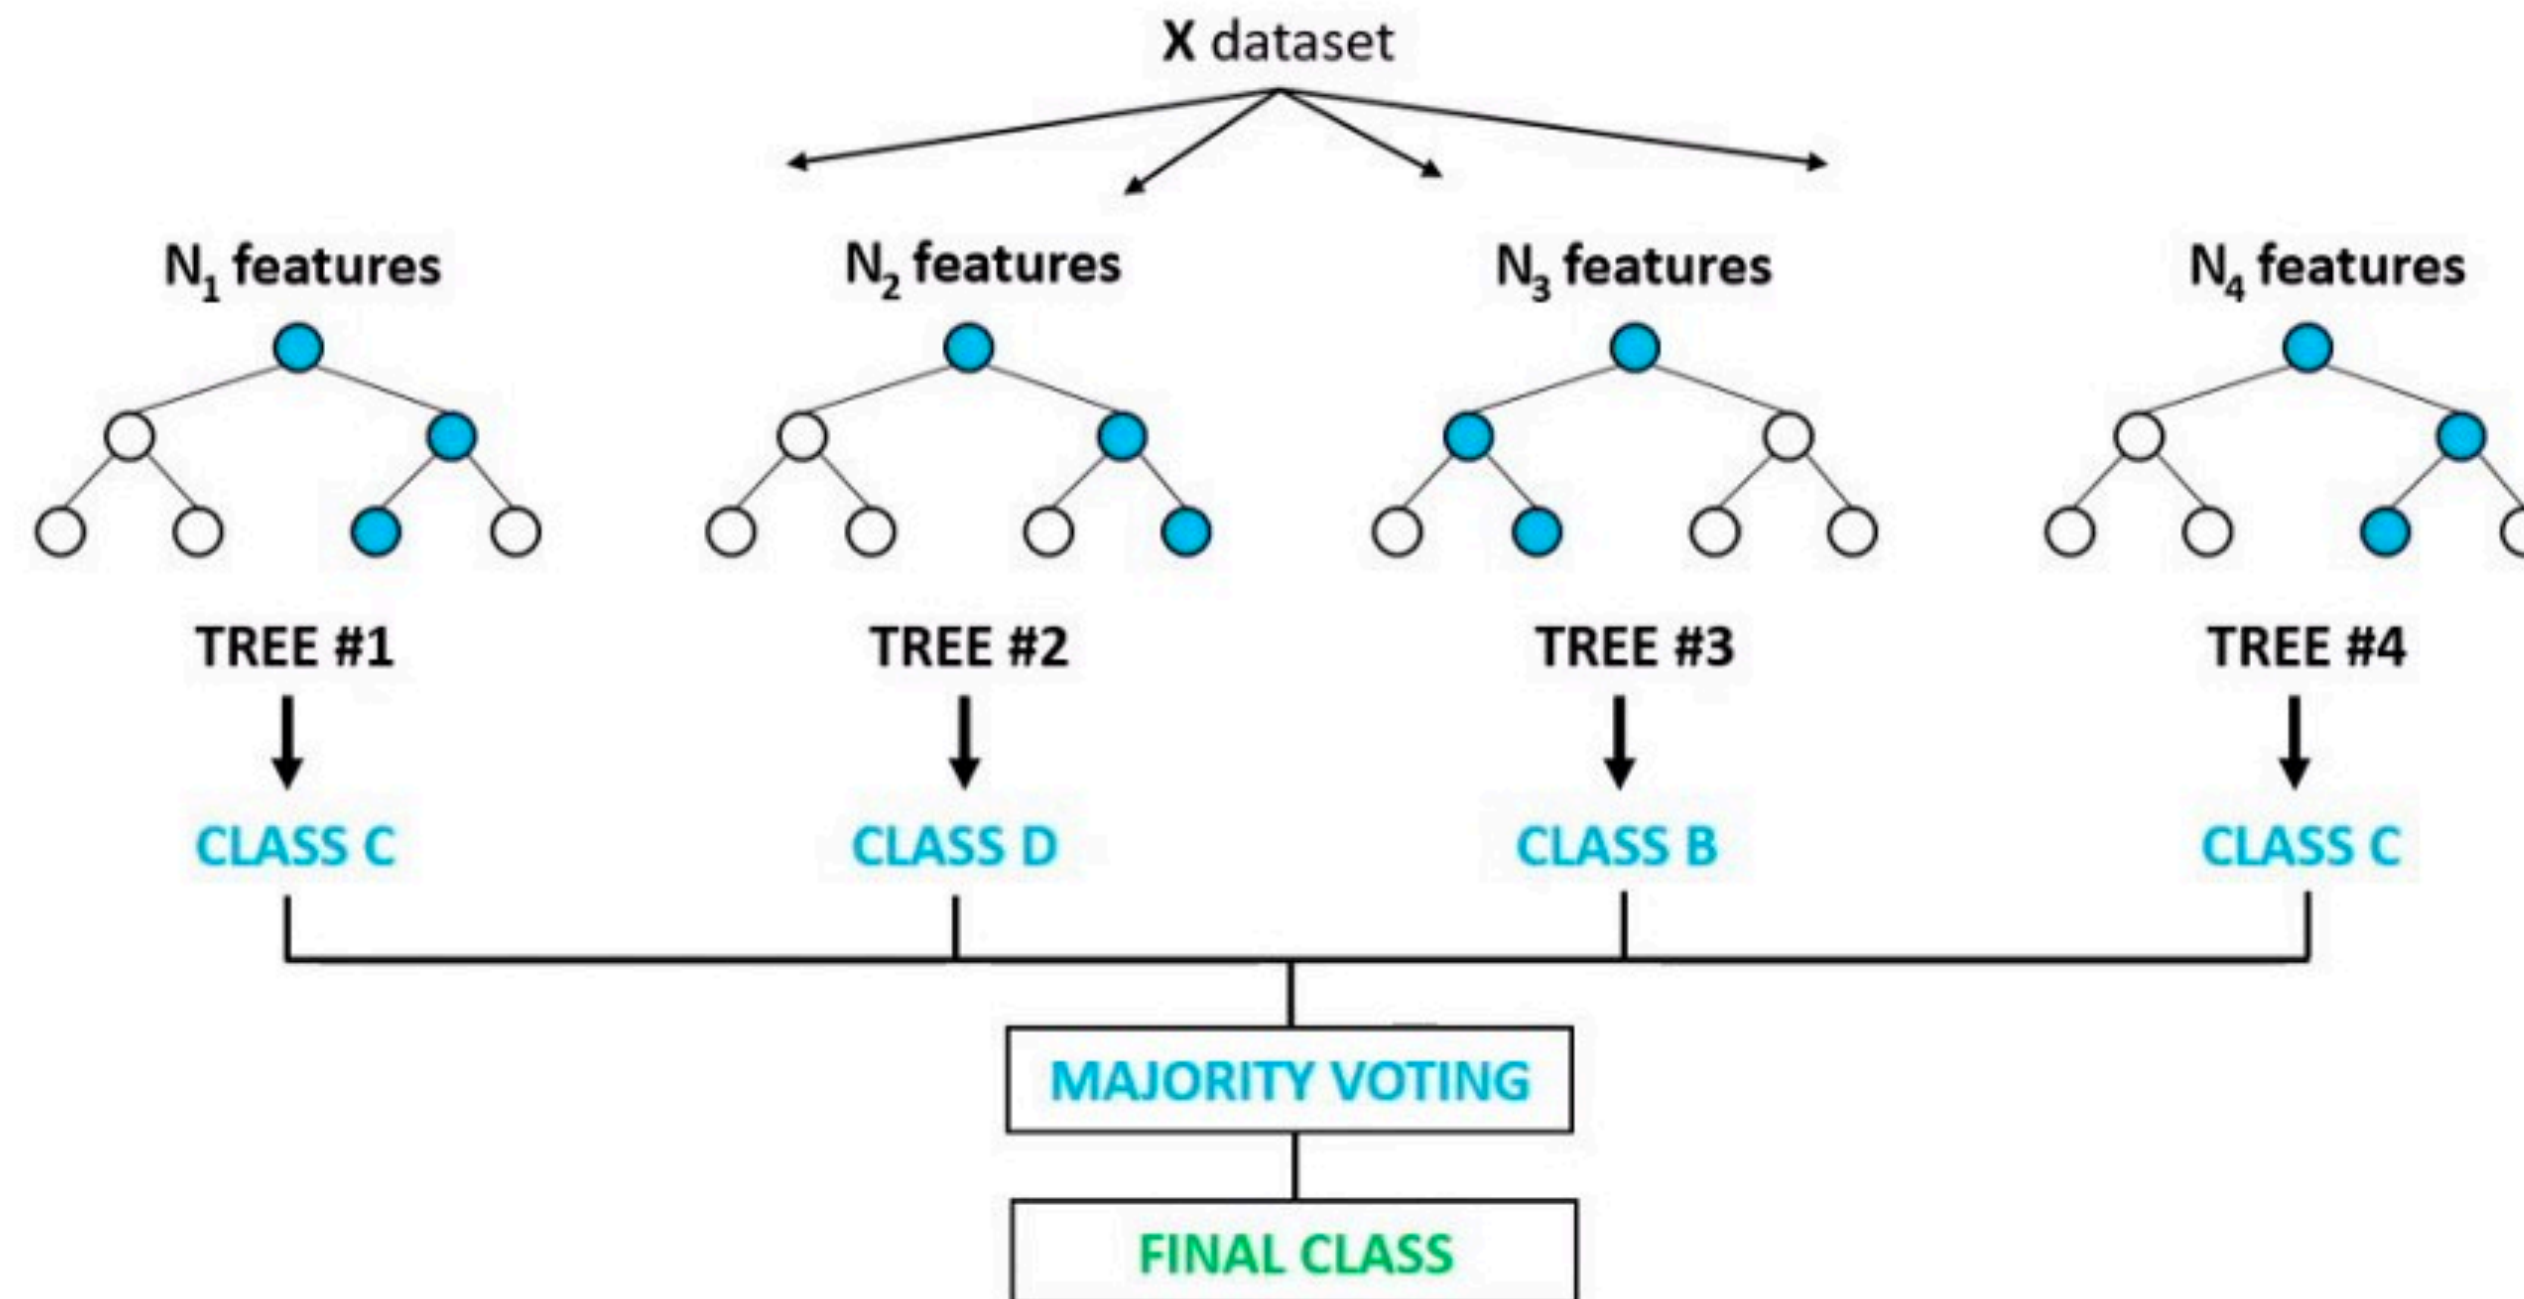 X dataset
N₁ features
N₂ features
N₃ features
N₄ features
TREE #1
TREE #2
TREE #3
TREE #4
CLASS C
CLASS D
CLASS B
CLASS C
MAJORITY VOTING
FINAL CLASS